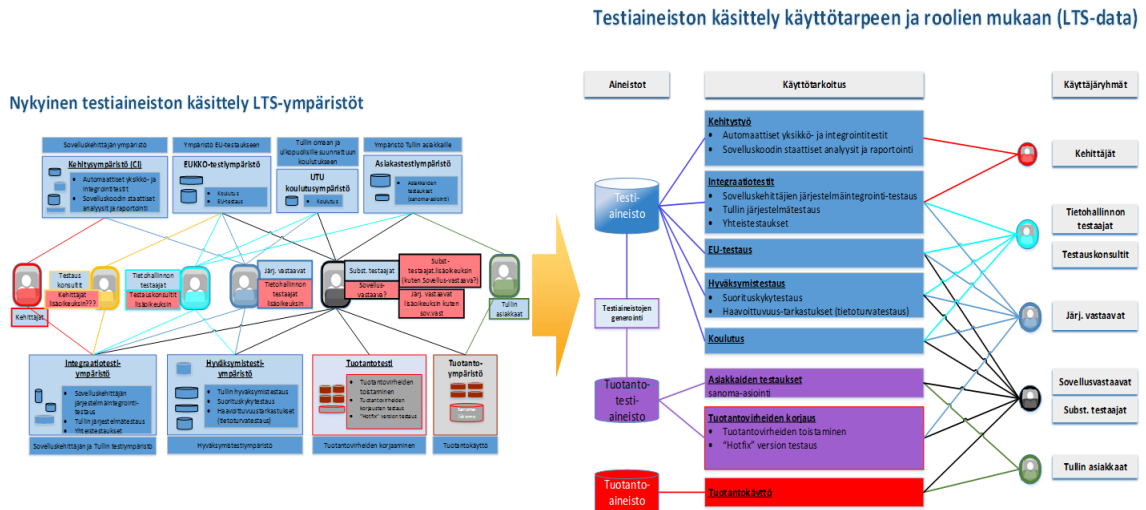 Testiaineiston käsittely käyttötarpeen ja roolien mukaan (LTS-data)
Nykyinen testiaineiston käsittely LTS-ympäristöt
Sovelluskehittäjän ympäristö
Kehitysympäristö (CI)
• Automaattiset yksikkö- ja
integrointitestit
• Sovelluskoodin staattiset
analyysit ja raportointi
Ympäristö EU-testaukseen
EUKKO-testiympäristö
• Koulutus
• EU-testaus
Tullin omaan ja
ulkopuolisille suunnattuun
koulutukseen
UTU
koulutusympäristö
• Koulutus
Ympäristö Tullin asiakkaille
Asiakastestiympäristö
• Asiakkaiden
testaukset
(sanoma-asiointi)
Kehittäjät
Testaus
konsultit
Kehittäjät
lisäoikeuksin???
Tietohallinnon
testaajat
Testauskonsultit
lisäoikeuksin
Järj. vastaavat
Tietohallinnon
testaajat
lisäoikeuksin
Subst. testaajat
Sovellus-
vastaava?
Subst-
testaajat.lisäoikeuksin
(kuten Sovellus-vastaava?)
Järj. vastaavat
lisäoikeuksin kuten
sov.vast
Tullin
asiakkaat
Integraatiotesti-
ympäristö
• Sovelluskehittäjän
järjestelmäintegrointi-
testaus
• Tullin järjestelmätestaus
• Yhteistestaukset
Sovelluskehittäjän ja Tullin testiympäristö
Hyväksymistesti-
ympäristö
• Tullin hyväksymistestaus
• Suorituskykytestaus
• Haavoittuvuustarkastukset
(tietoturvatestaus)
Hyväksymistestiympäristö
Tuotantotesti
• Tuotantovirheiden
toistaminen
• Tuotantovirheiden
korjausten testaus
• "Hotfix" version testaus
Tuotantovirheiden korjaaminen
Tuotanto-
ympäristö
Tuotantokäyttö
Aineistot
Testi-
aineisto
Testiaineistojen
generointi
Tuotanto-
testi-
aineisto
Tuotanto-
aineisto
Käyttötarkoitus
Kehitystyö
• Automaattiset yksikkö- ja integrointitestit
• Sovelluskoodin staattiset analyysit ja raportointi
Integraatiotestit
• Sovelluskehittäjien järjestelmäintegrointi-testaus
• Tullin järjestelmätestaus
• Yhteistestaukset
EU-testaus
Hyväksymistestaus
• Suorituskykytestaus
• Haavoittuvuus-tarkastukset (tietoturvatestaus)
Koulutus
Asiakkaiden testaukset
sanoma-asiointi
Tuotantovirheiden korjaus
• Tuotantovirheiden toistaminen
• "Hotfix" version testaus
Tuotantokäyttö
Käyttäjäryhmät
Kehittäjät
Tietohallinnon
testaajat
Testauskonsultit
Järj. vastaavat
Sovellusvastaavat
Subst. testaajat
Tullin asiakkaat